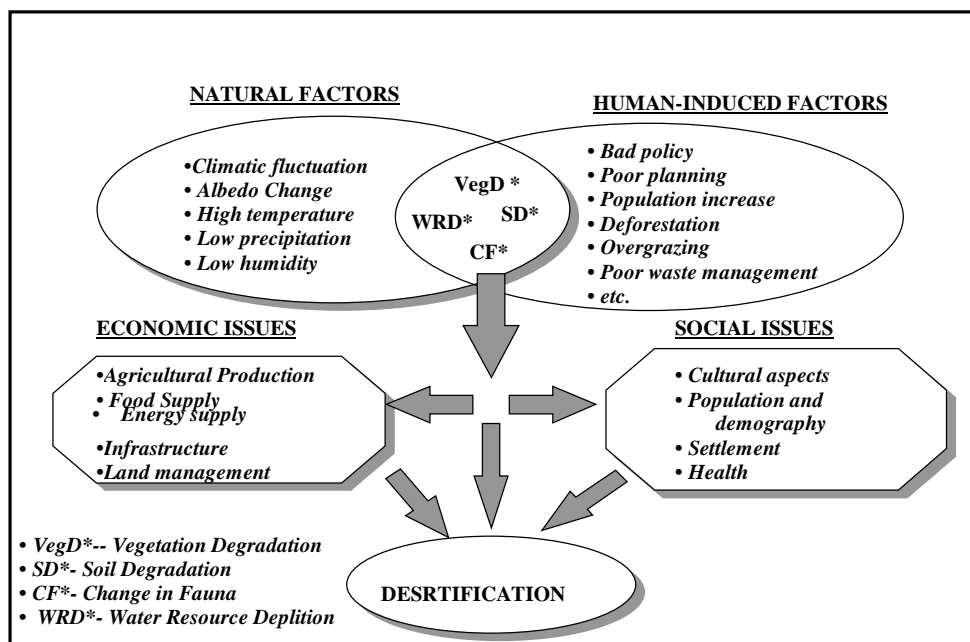 NATURAL FACTORS
•Climatic fluctuation
• Albedo Change
• High temperature
• Low precipitation
• Low humidity
HUMAN-INDUCED FACTORS
• Bad policy
• Poor planning
• Population increase
• Deforestation
• Overgrazing
• Poor waste management
• etc.
VegD *
WRD*
SD*
CF*
ECONOMIC ISSUES
•Agricultural Production
• Food Supply
• Energy supply
•Infrastructure
•Land management
SOCIAL ISSUES
• Cultural aspects
• Population and
demography
• Settlement
• Health
DESRTIFICATION
• VegD*-- Vegetation Degradation
• SD*- Soil Degradation
• CF*- Change in Fauna
• WRD*- Water Resource Deplition